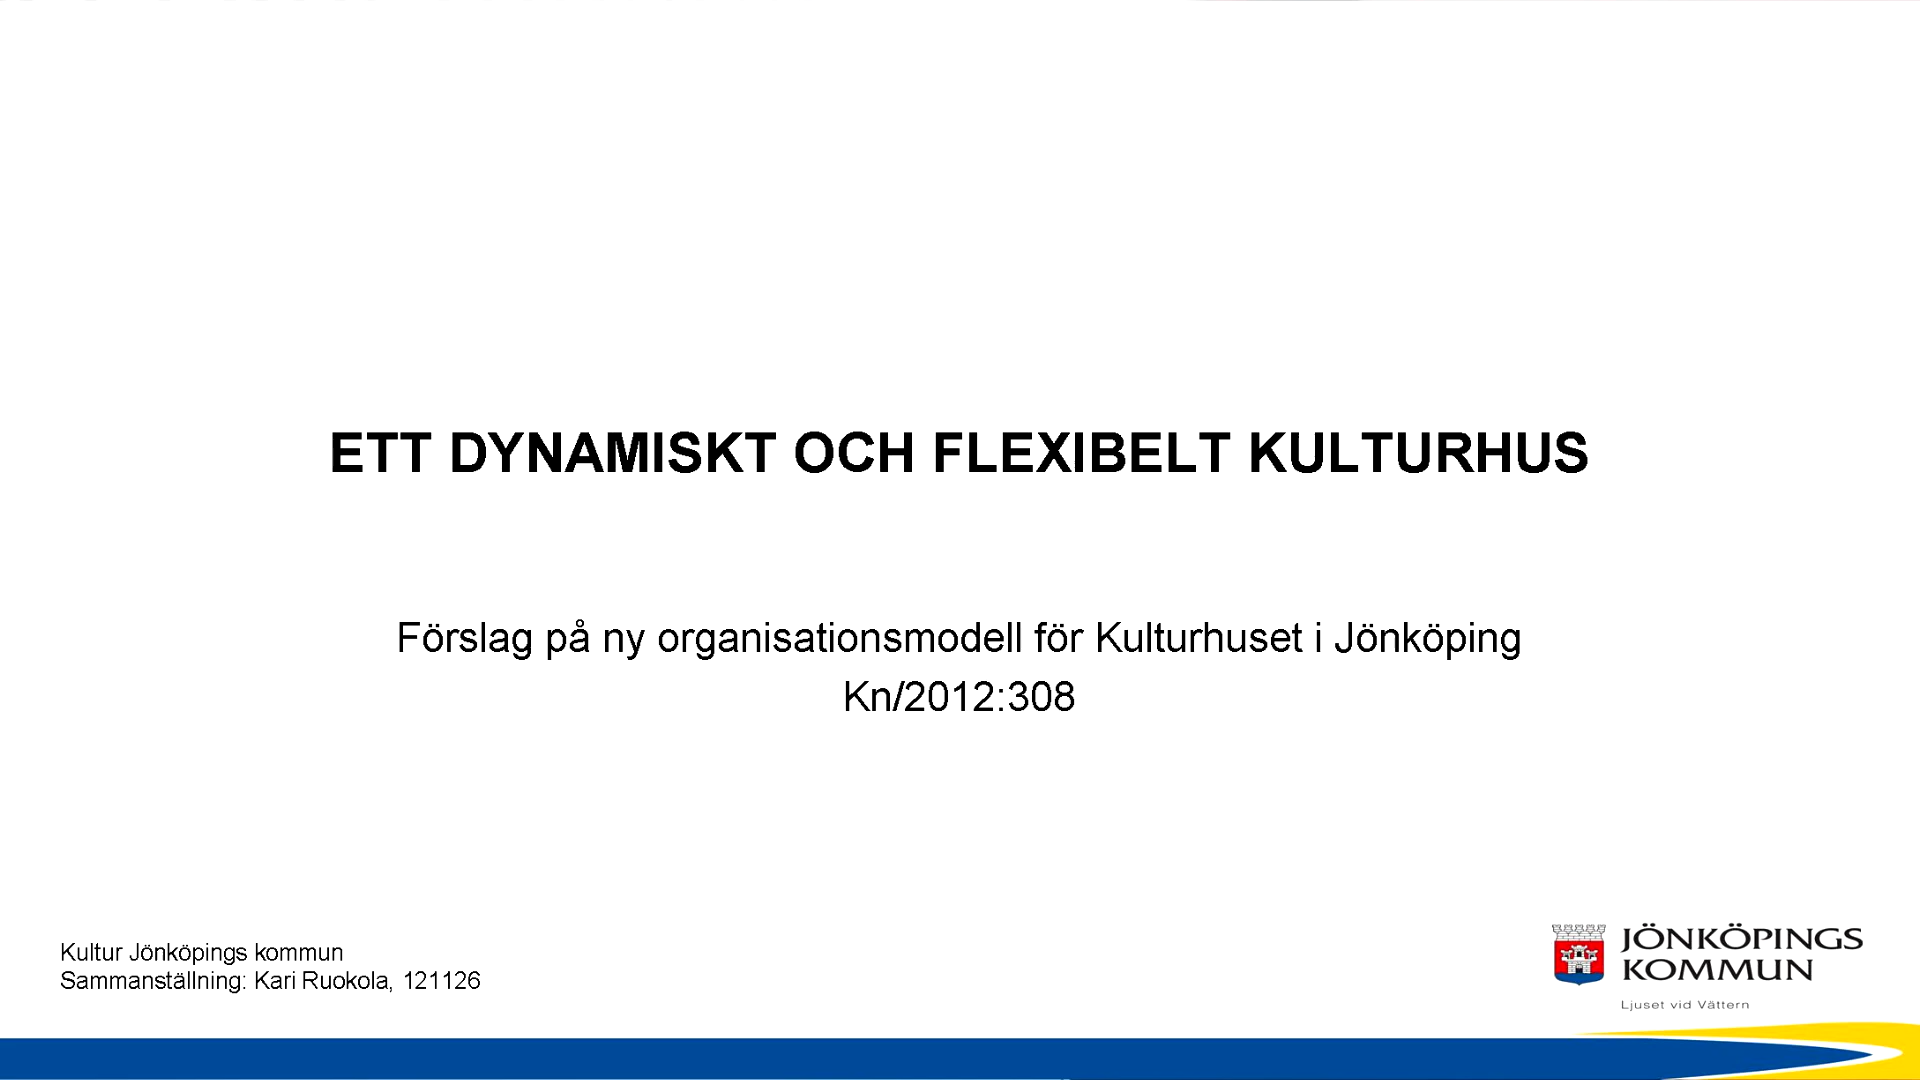 ETT DYNAMISKT OCH FLEXIBELT KULTURHUS
Förslag på ny organisationsmodell för Kulturhuset i Jönköping
Kn/2012:308
Kultur Jönköpings kommun
Sammanställning: Kari Ruokola, 121126
JÖNKÖPINGS
KOMMUN
Ljuset vid Vättern